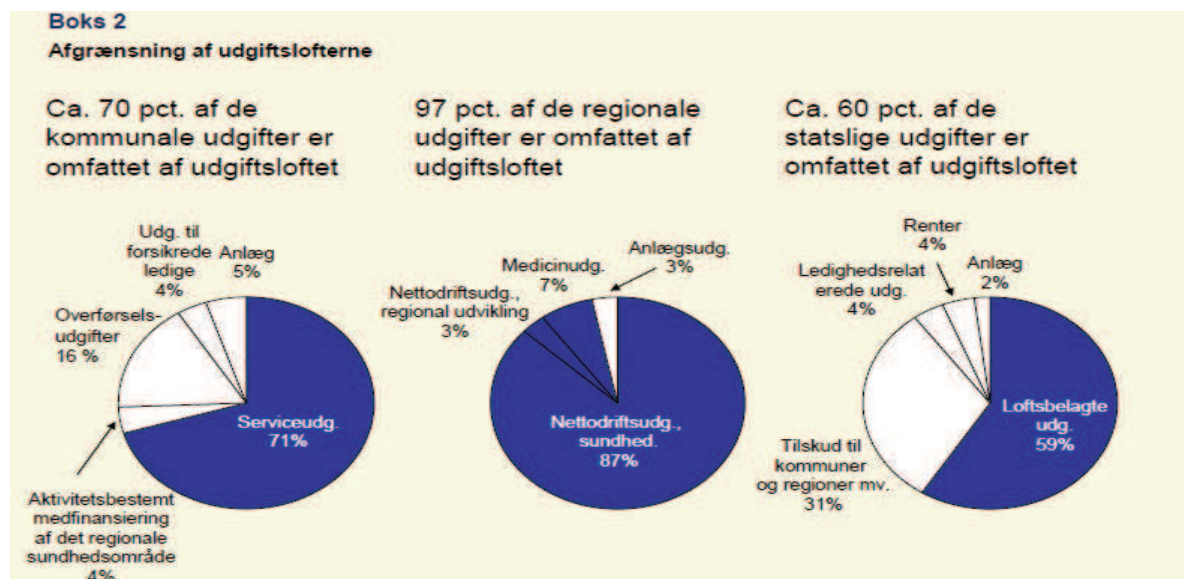 Boks 2
Afgrænsning af udgiftslofterne
Ca. 70 pct. af de
kommunale udgifter er
omfattet af udgiftsloftet
Udg. til
forsikrede
ledige
4%
Anlæg
5%
Overførsels-
udgifter
16 %
Serviceudg.
71%
Aktivitetsbestemt
medfinansiering
af det regionale
sundhedsområde
4%
97 pct. af de regionale
udgifter er omfattet af
udgiftsloftet
Medicinudg.
7%
Anlægsudg.
3%
Nettodriftsudg.,
regional udvikling
3%
Nettodriftsudg.,
sundhed.
87%
Ca. 60 pct. af de
statslige udgifter er
omfattet af udgiftsloftet
Renter
4%
Anlæg
2%
Ledighedsrelat
erede udg.
4%
Loftsbelagte
udg.
59%
Tilskud til
kommuner
og regioner mv.
31%